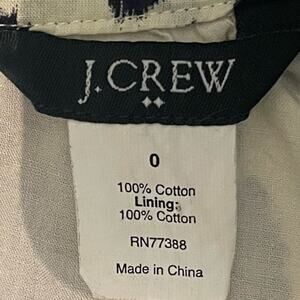 J.CREW
0
100% Cotton
Lining:
100% Cotton
RN77388
Made in China